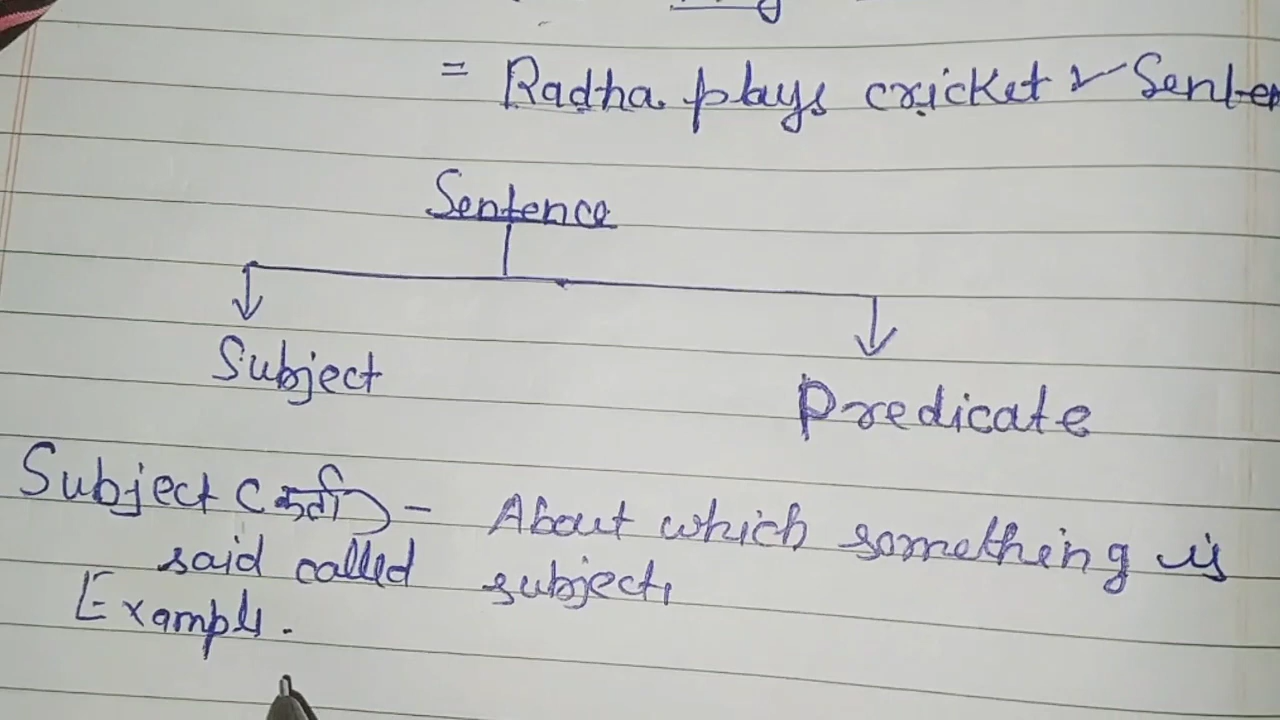 = Radha plays cricket ✓ Senten
Sentence
Subject
Predicate
Subject (कर्ता) - About which something is
said called subject.
Example.